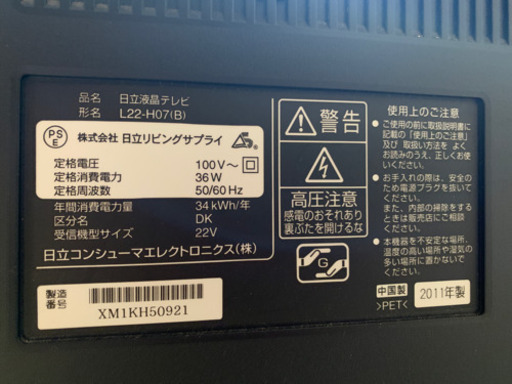 品名 日立液晶テレビ
形名 L22-H07(B)
PS E
株式会社 日立リビングサプライ
定格電圧 100V～
定格消費電力 36 W
定格周波数 50/60 Hz
年間消費電力量 34 kWh/年
区分名 DK
受信機型サイズ 22V
日立コンシューマエレクトロニクス(株)
製造番号 XM1KH50921
警告
高圧注意
感電のおそれあり
裏ぶたを開けるな
G
使用上のご注意
●ご使用の前に取扱説明書に
記載の「使用上のご注意」
及び 取扱い方法を よく
お読みのうえ、正しくお使
いください。
●お手入れの際は、安全の
ため電源プラグを抜いてく
ださい。
また、内部の掃除をする
ときは販売店にご相談く
ださい。
●本機器を不安定な場所、
温度の高い場所や湿気の
多い場所に置かないで
ください。
中国製
>PET<
2011年製